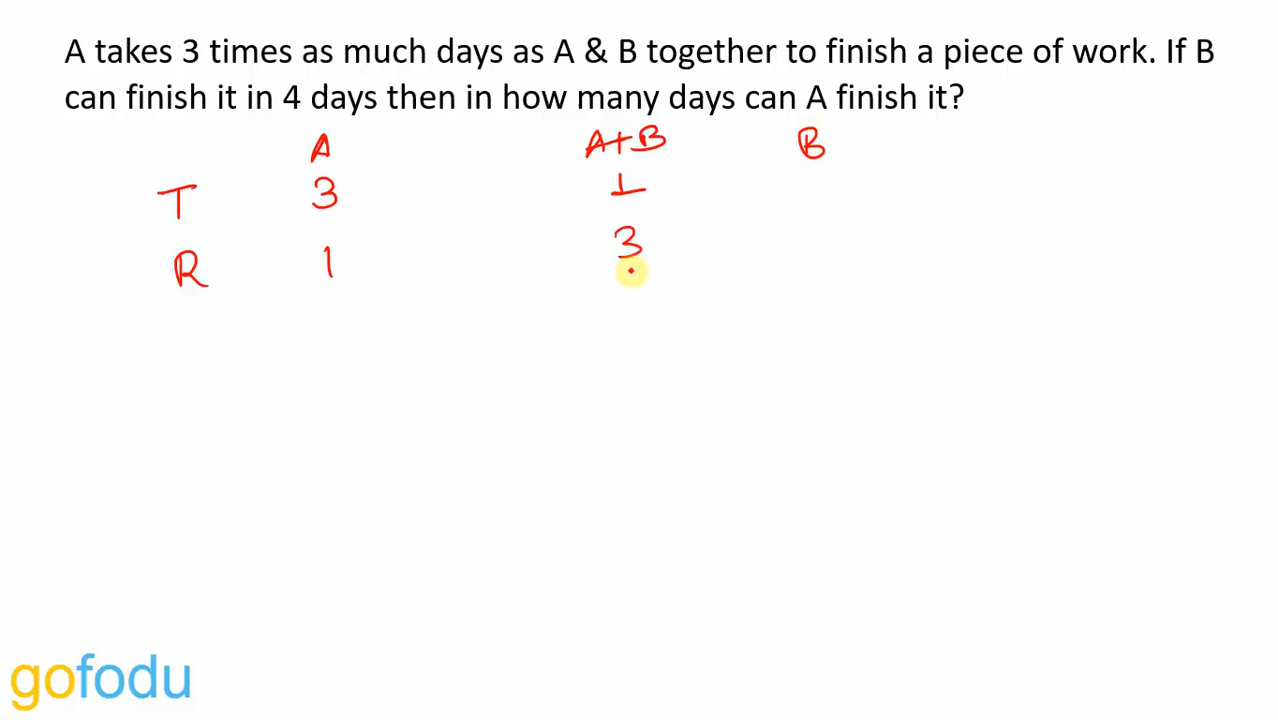 A takes 3 times as much days as A & B together to finish a piece of work. If B
can finish it in 4 days then in how many days can A finish it?
A A+B B
T 3 1
R 1 3
gofodu